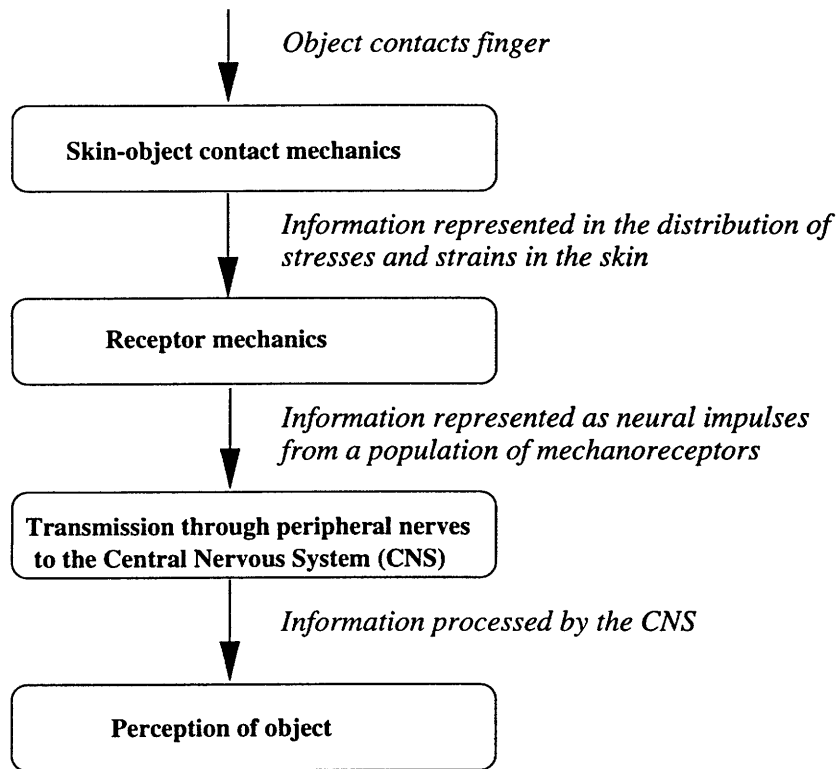 Object contacts finger
Skin-object contact mechanics
Information represented in the distribution of
stresses and strains in the skin
Receptor mechanics
Information represented as neural impulses
from a population of mechanoreceptors
Transmission through peripheral nerves
to the Central Nervous System (CNS)
Information processed by the CNS
Perception of object